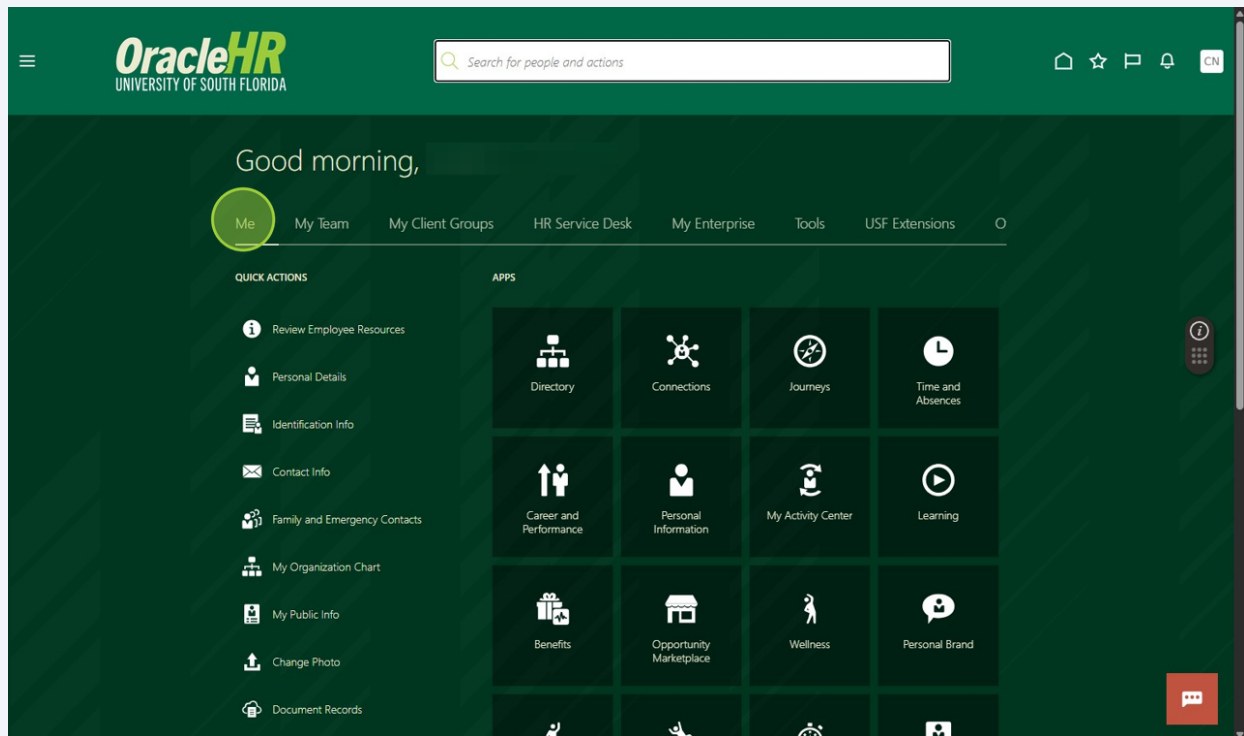 OracleHR
UNIVERSITY OF SOUTH FLORIDA
Search for people and actions
CN
Good morning,
Me My Team My Client Groups HR Service Desk My Enterprise Tools USF Extensions O
QUICK ACTIONS
Review Employee Resources
Personal Details
Identification Info
Contact Info
Family and Emergency Contacts
My Organization Chart
My Public Info
Change Photo
Document Records
APPS
Directory
Connections
Journeys
Time and
Absences
Career and
Performance
Personal
Information
My Activity Center
Learning
Benefits
Opportunity
Marketplace
Wellness
Personal Brand